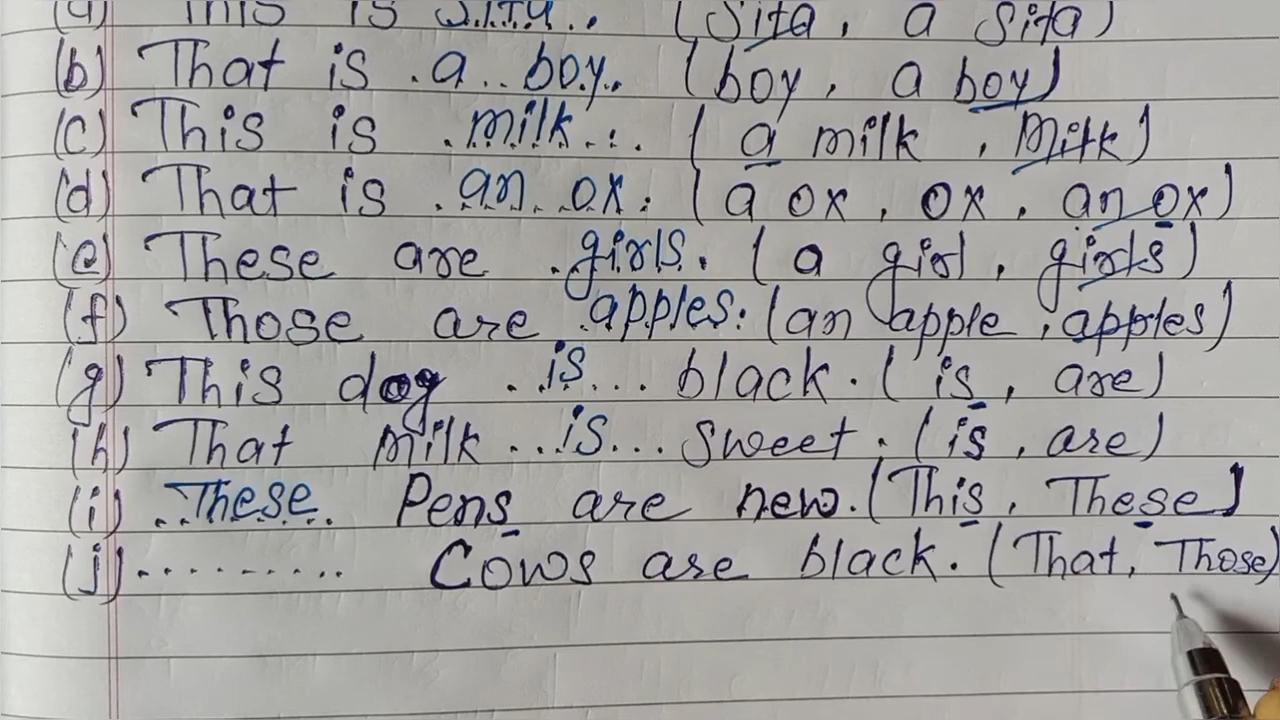 (a) This is Sita.. (Sita, a Sita)
(b) That is .a..boy. (boy, a boy)
(c) This is .milk... (a milk, milk)
(d) That is .an ox. (a ox, ox, an ox)
(e) These are .girls. (a girl, girls)
(f) Those are .apples. (an apple, apples)
(g) This dog .is... black. (is, are)
(h) That milk ...is... sweet. (is, are)
(i) ..These.. Pens are new. (This, These)
(j) .......... Cows are black. (That, Those)